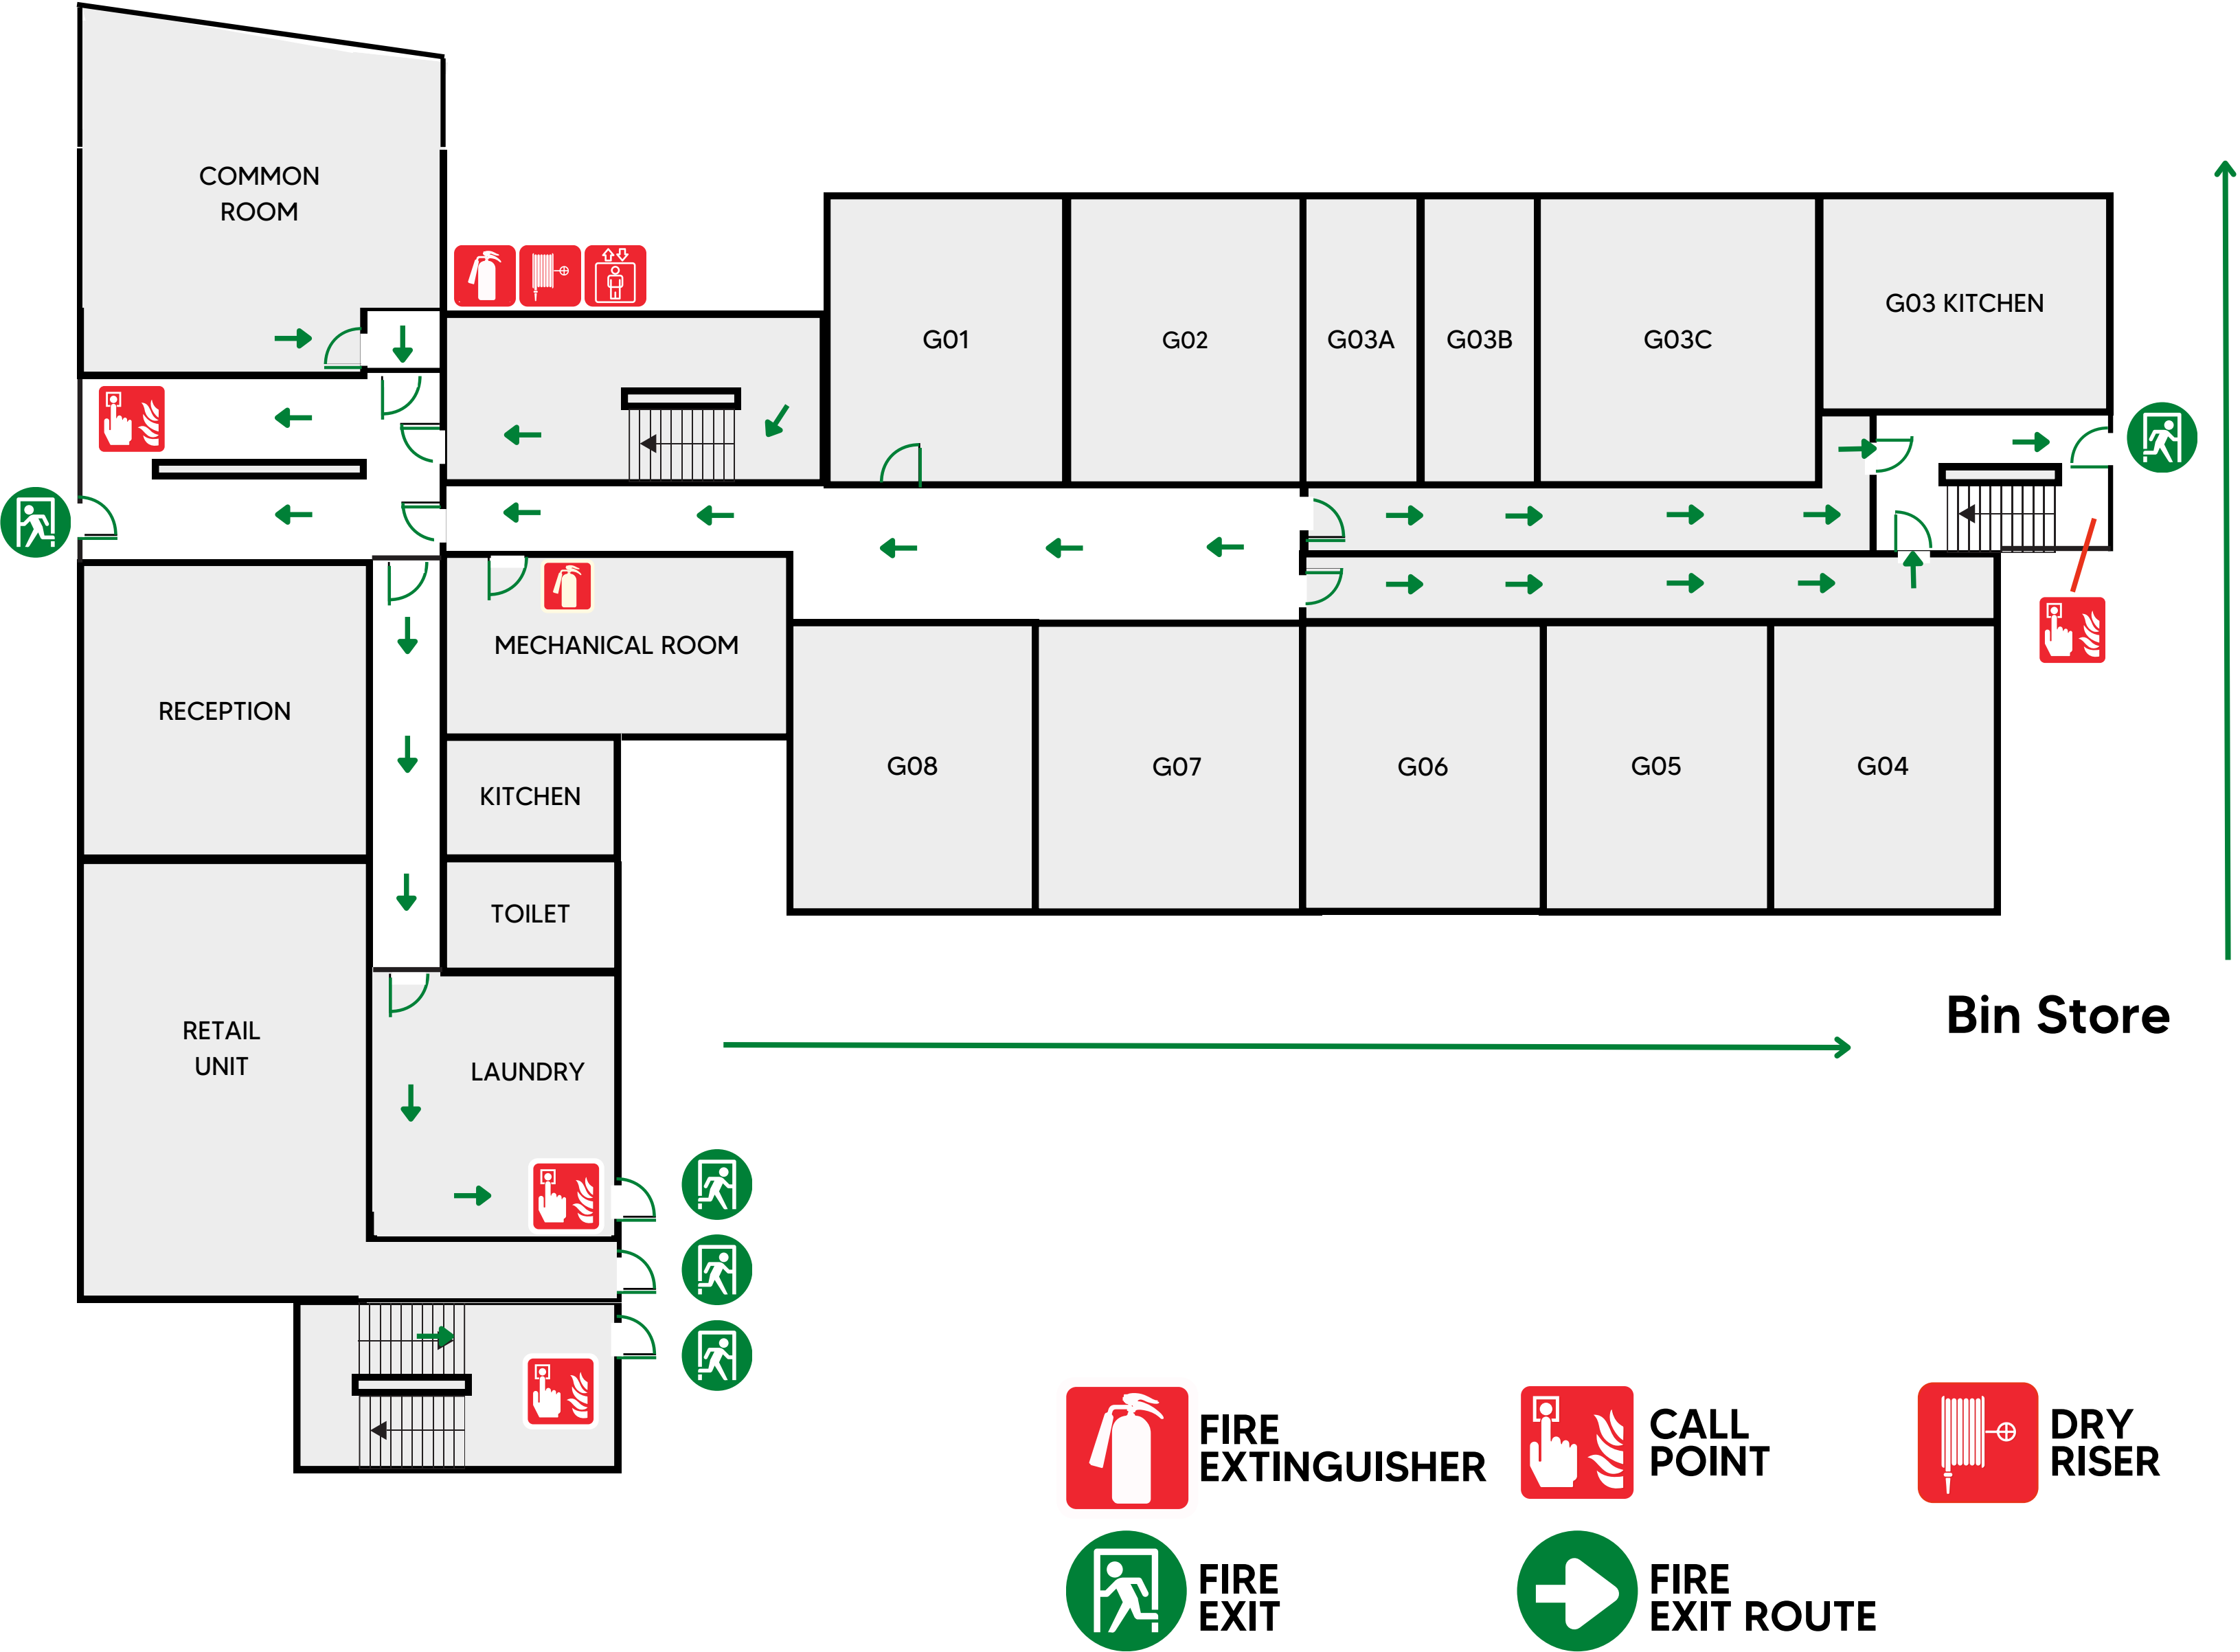 COMMON
ROOM
G01
G02
G03A
G03B
G03C
G03 KITCHEN
MECHANICAL ROOM
RECEPTION
KITCHEN
G08
G07
G06
G05
G04
TOILET
RETAIL
UNIT
LAUNDRY
Bin Store
FIRE
EXTINGUISHER
CALL
POINT
DRY
RISER
FIRE
EXIT
FIRE
EXIT ROUTE